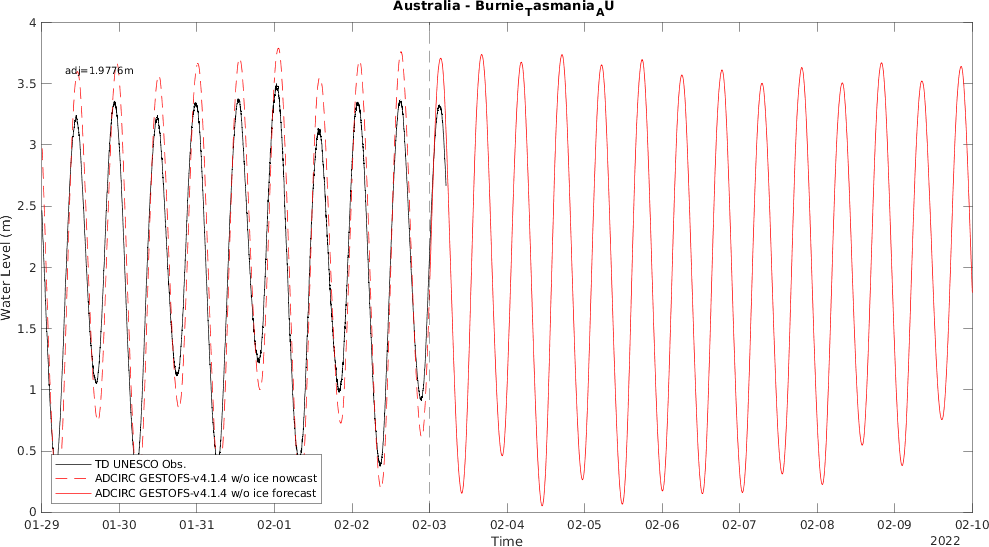 Australia - BurnieTasmaniaAU
adj=1.9776m
4
3.5
3
2.5
2
1.5
1
0.5
0
Water Level (m)
TD UNESCO Obs.
ADCIRC GESTOFS-v4.1.4 w/o ice nowcast
ADCIRC GESTOFS-v4.1.4 w/o ice forecast
01-29 01-30 01-31 02-01 02-02 02-03 02-04 02-05 02-06 02-07 02-08 02-09 02-10
Time
2022